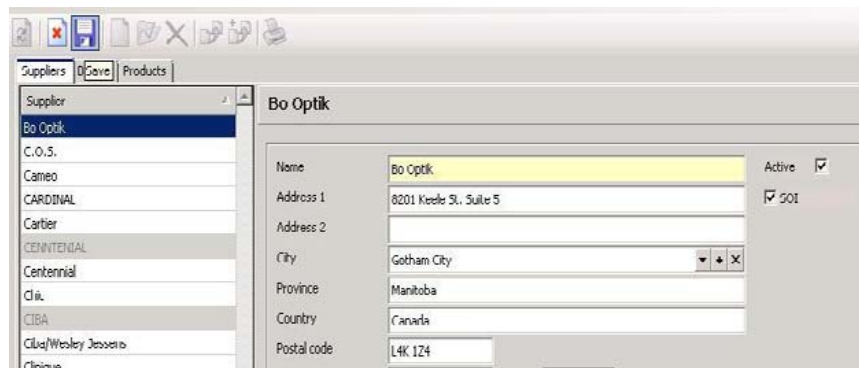 Suppliers Save Products
Supplier
Bo Optik
C.O.S.
Cameo
CARDINAL
Cartier
CENNTENIAL
Centennial
Chic
CIBA
Ciba/Wesley Jessens
Clinique
Bo Optik
Name Bo Optik Active
Address 1 8201 Keele St. Suite 5 SOI
Address 2
City Gotham City
Province Manitoba
Country Canada
Postal code L4K 1Z4